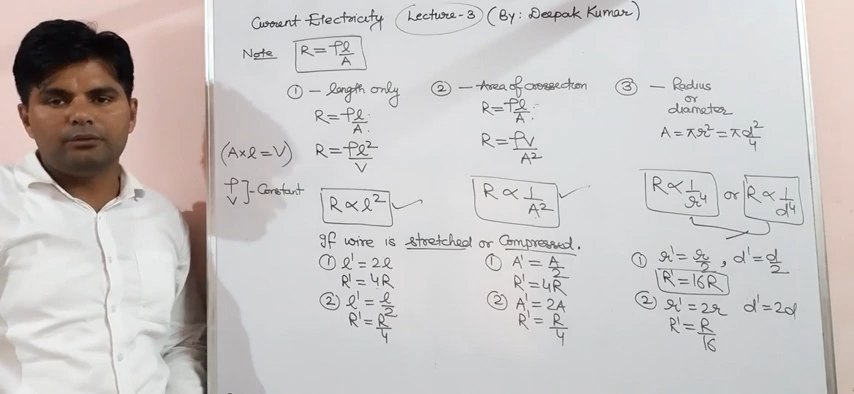 Current Electricity Lecture-3 (By: Deepak Kumar)
Note R = ρl/A
① - length only
R = ρl/A
R = ρl²/V
(A×l = V)
ρ V ] - Constant
R ∝ l²
② - Area of crossection
R = ρl/A
R = ρV/A²
R ∝ 1/A²
③ - Radius
or
diameter
A = πr² = πd²/4
R ∝ 1/r⁴ or R ∝ 1/d⁴
If wire is stretched or Compressed.
① l' = 2l
R' = 4R
② l' = l/2
R' = R/4
① A' = A/2
R' = 4R
② A' = 2A
R' = R/4
① r' = r/2, d' = d/2
R' = 16R
② r' = 2r d' = 2d
R' = R/16